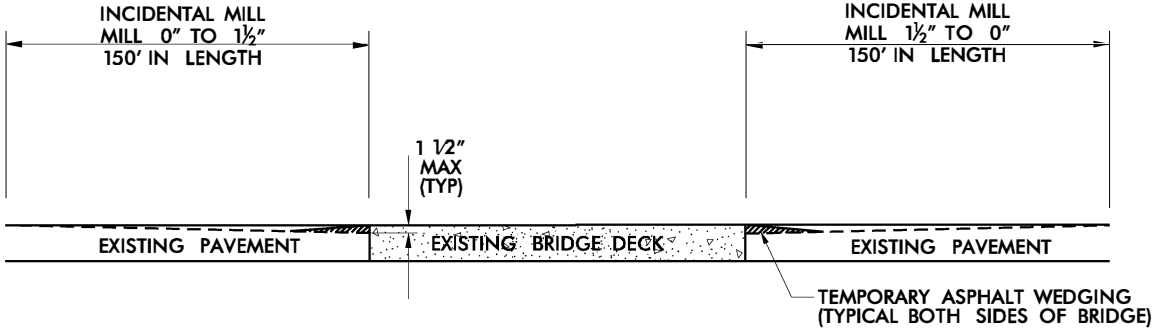 INCIDENTAL MILL
MILL 0" TO 1½"
150' IN LENGTH
INCIDENTAL MILL
MILL 1½" TO 0"
150' IN LENGTH
1 1/2"
MAX
(TYP)
EXISTING PAVEMENT
EXISTING BRIDGE DECK
EXISTING PAVEMENT
TEMPORARY ASPHALT WEDGING
(TYPICAL BOTH SIDES OF BRIDGE)